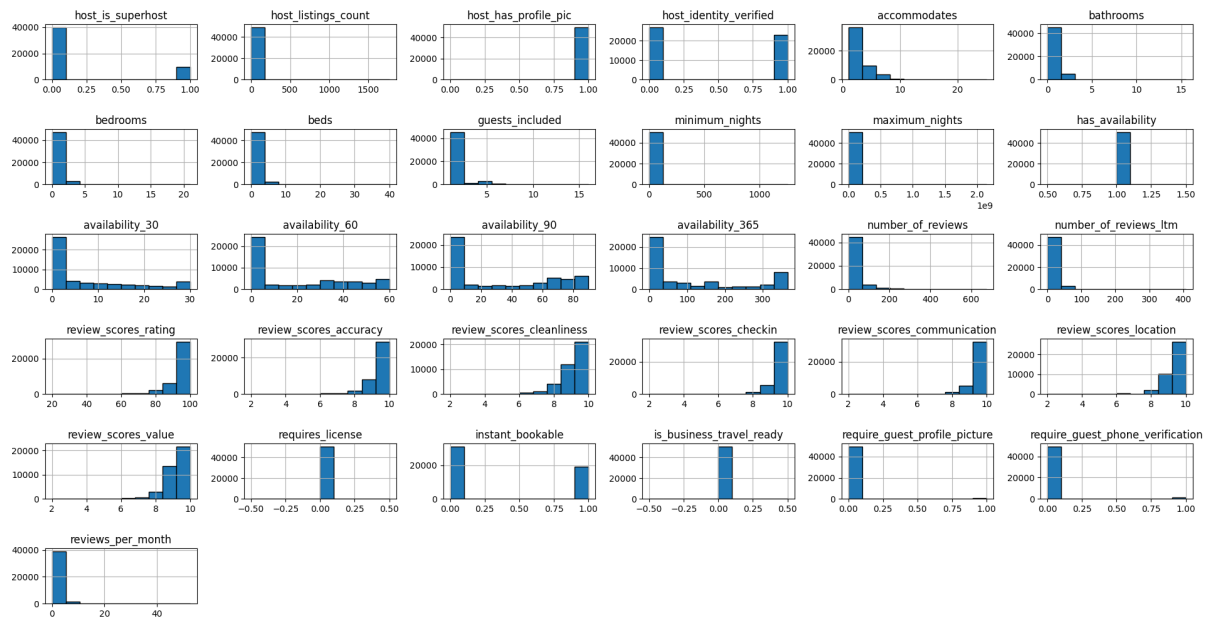 host_is_superhost host_listings_count host_has_profile_pic host_identity_verified accommodates bathrooms
40000 40000 40000 20000 20000 40000
20000 20000 20000 10000 20000
0 0 0 0 0 0
0.00 0.25 0.50 0.75 1.00 0 500 1000 1500 0.00 0.25 0.50 0.75 1.00 0.00 0.25 0.50 0.75 1.00 0 10 20 0 5 10 15
bedrooms beds guests_included minimum_nights maximum_nights has_availability
40000 40000 40000 40000 40000 40000
20000 20000 20000 20000 20000 20000
0 0 0 0 0 0
0 5 10 15 20 0 10 20 30 40 5 10 15 0 500 1000 0.0 0.5 1.0 1.5 2.0 0.50 0.75 1.00 1.25 1.50
1e9
availability_30 availability_60 availability_90 availability_365 number_of_reviews number_of_reviews_ltm
20000 20000 20000 20000 40000 40000
10000 10000 10000 10000 20000 20000
0 0 0 0 0 0
0 10 20 30 0 20 40 60 0 20 40 60 80 0 100 200 300 0 200 400 600 0 100 200 300 400
review_scores_rating review_scores_accuracy review_scores_cleanliness review_scores_checkin review_scores_communication review_scores_location
20000 20000 20000 20000 20000 20000
10000 10000
0 0 0 0 0 0
20 40 60 80 100 2 4 6 8 10 2 4 6 8 10 2 4 6 8 10 2 4 6 8 10 2 4 6 8 10
review_scores_value requires_license instant_bookable is_business_travel_ready require_guest_profile_picture require_guest_phone_verification
20000 40000 20000 40000 40000 40000
10000 20000 20000 20000 20000
0 0 0 0 0 0
2 4 6 8 10 −0.50 −0.25 0.00 0.25 0.50 0.00 0.25 0.50 0.75 1.00 −0.50 −0.25 0.00 0.25 0.50 0.00 0.25 0.50 0.75 1.00 0.00 0.25 0.50 0.75 1.00
reviews_per_month
40000
20000
0
0 20 40